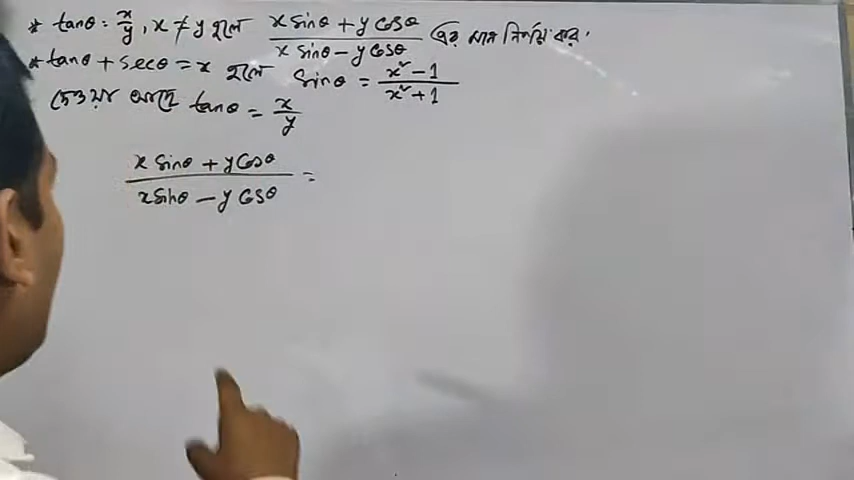 * tanθ = x/y, x ≠ y হলে (x sinθ + y cosθ)/(x sinθ - y cosθ) এর মান নির্ণয় কর।
* tanθ + secθ = x হলে sinθ = (x² - 1)/(x² + 1)
দেওয়া আছে tanθ = x/y
(x sinθ + y cosθ)/(x sinθ - y cosθ) =